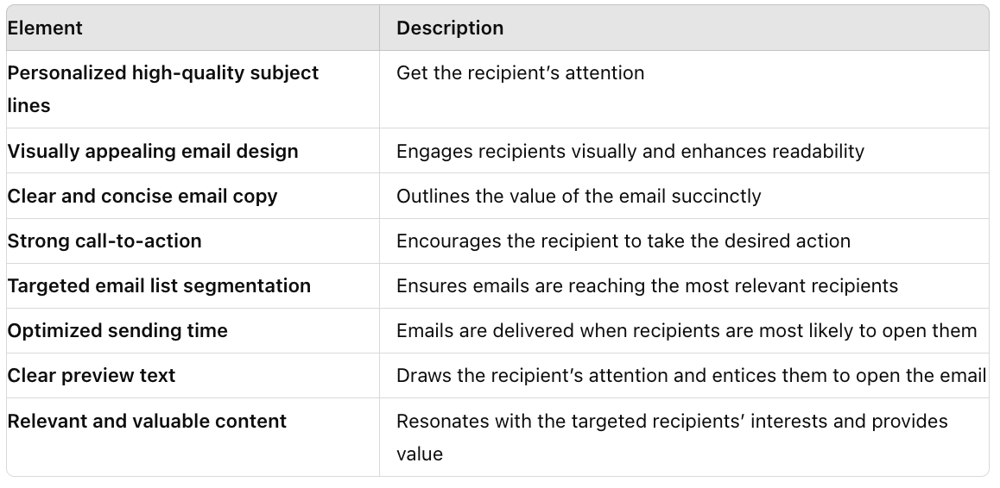 Element
Description
Personalized high-quality subject
lines
Get the recipient’s attention
Visually appealing email design
Engages recipients visually and enhances readability
Clear and concise email copy
Outlines the value of the email succinctly
Strong call-to-action
Encourages the recipient to take the desired action
Targeted email list segmentation
Ensures emails are reaching the most relevant recipients
Optimized sending time
Emails are delivered when recipients are most likely to open them
Clear preview text
Draws the recipient’s attention and entices them to open the email
Relevant and valuable content
Resonates with the targeted recipients’ interests and provides
value